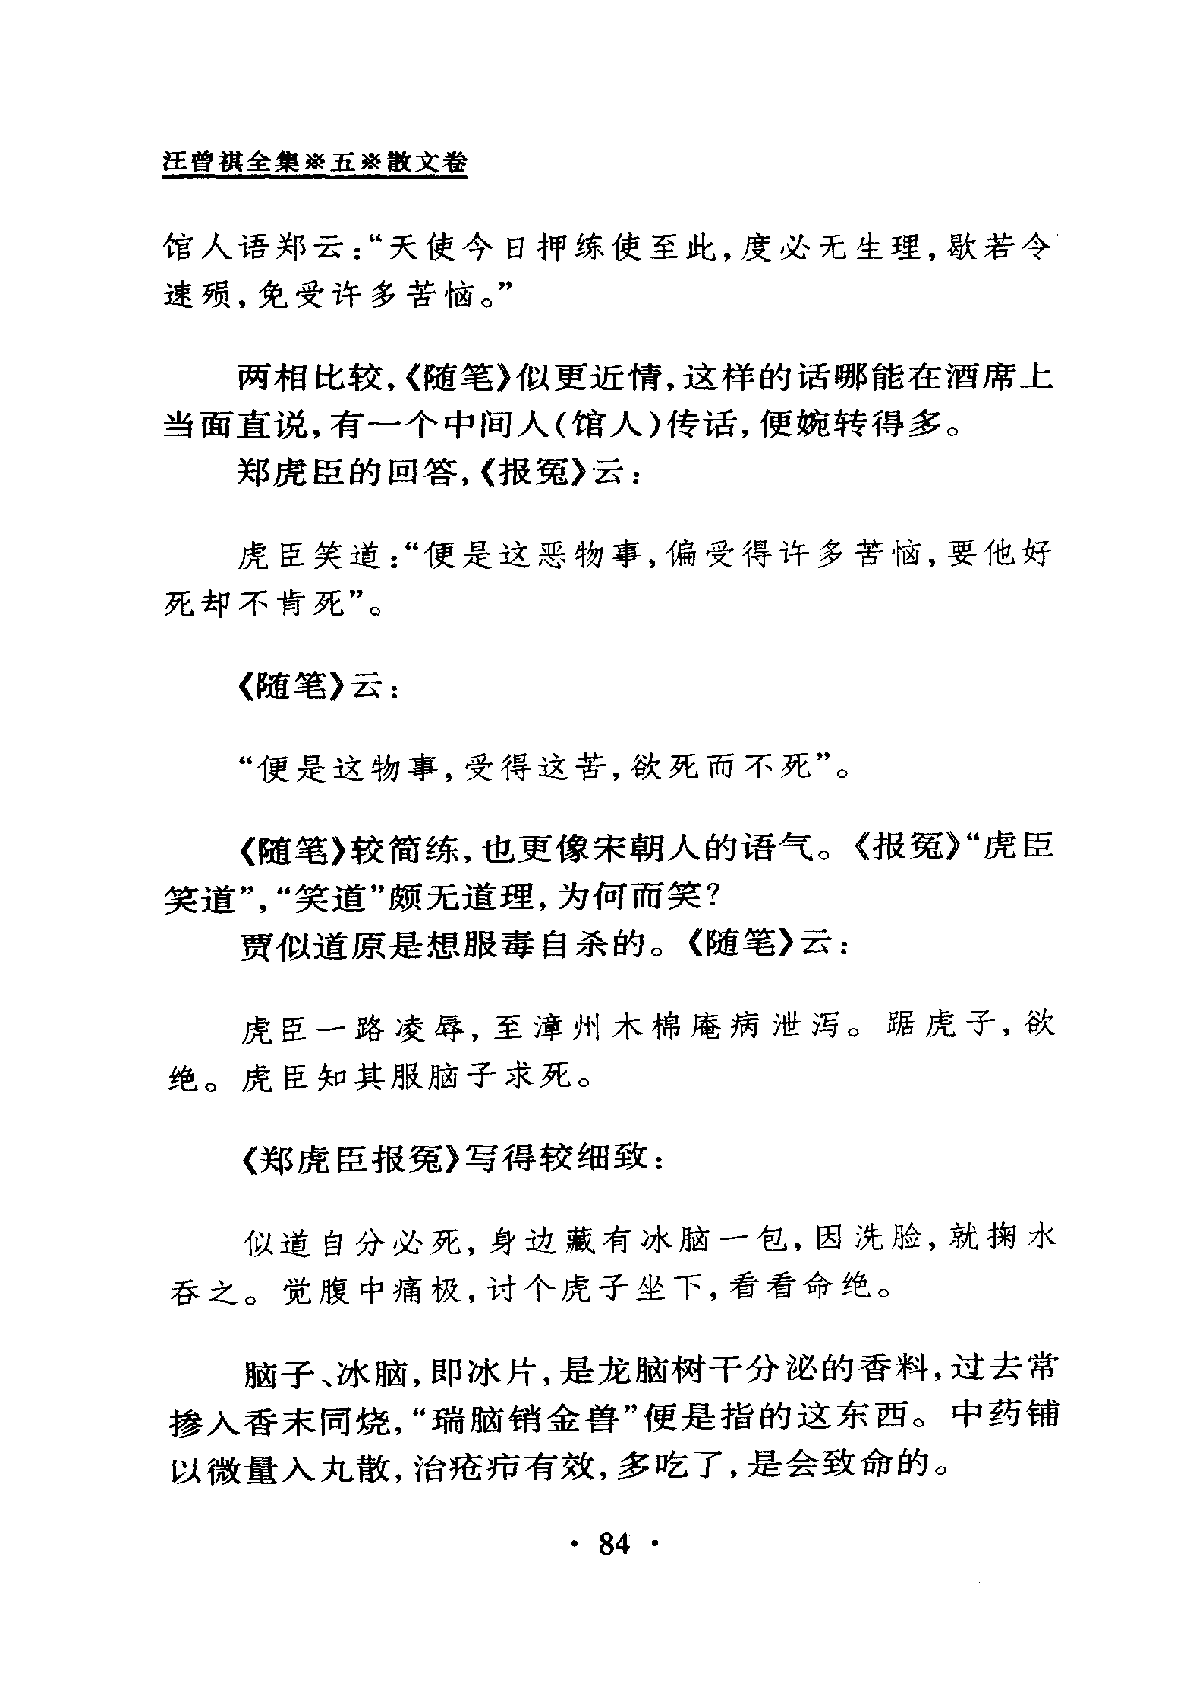 汪曾祺全集※五※散文卷
馆人语郑云：“天使今日押练使至此，度必无生理，歇若令
速殒，免受许多苦恼。”
两相比较，《随笔》似更近情，这样的话哪能在酒席上
当面直说，有一个中间人（馆人）传话，便婉转得多。
郑虎臣的回答，《报冤》云：
虎臣笑道：“便是这恶物事，偏受得许多苦恼，要他好
死却不肯死”。
《随笔》云：
“便是这物事，受得这苦，欲死而不死”。
《随笔》较简练，也更像宋朝人的语气。《报冤》“虎臣
笑道”，“笑道”颇无道理，为何而笑？
贾似道原是想服毒自杀的。《随笔》云：
虎臣一路凌辱，至漳州木棉庵病泄泻。踞虎子，欲
绝。虎臣知其服脑子求死。
《郑虎臣报冤》写得较细致：
似道自分必死，身边藏有冰脑一包，因洗脸，就掬水
吞之。觉腹中痛极，讨个虎子坐下，看看命绝。
脑子、冰脑，即冰片，是龙脑树干分泌的香料，过去常
掺入香末同烧，“瑞脑销金兽”便是指的这东西。中药铺
以微量入丸散，治疮疖有效，多吃了，是会致命的。
· 84 ·